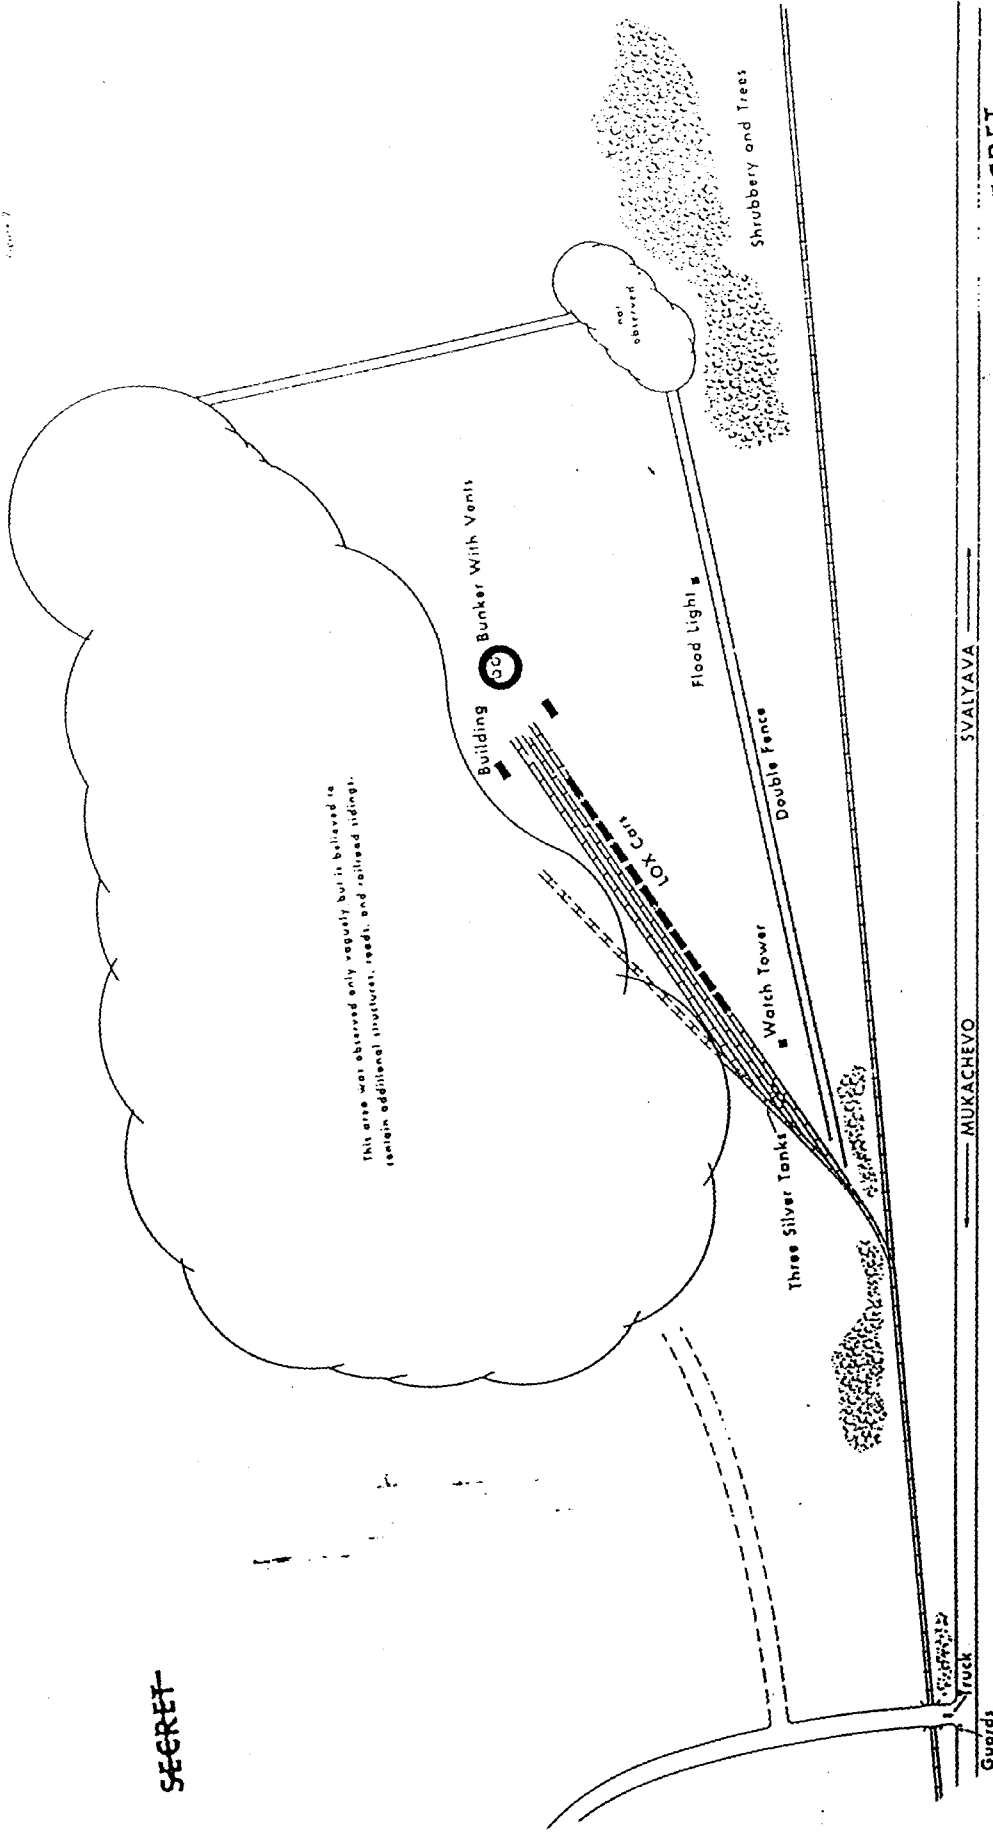 SECRET
This area was observed only vaguely but is believed to
contain additional structures, roads, and railroad sidings.
Building
Bunker With Vents
not
observed
Shrubbery and Trees
LOX Cars
Flood Light
Double Fence
Watch Tower
Three Silver Tanks
Truck
Guards
MUKACHEVO
SVALYAVA